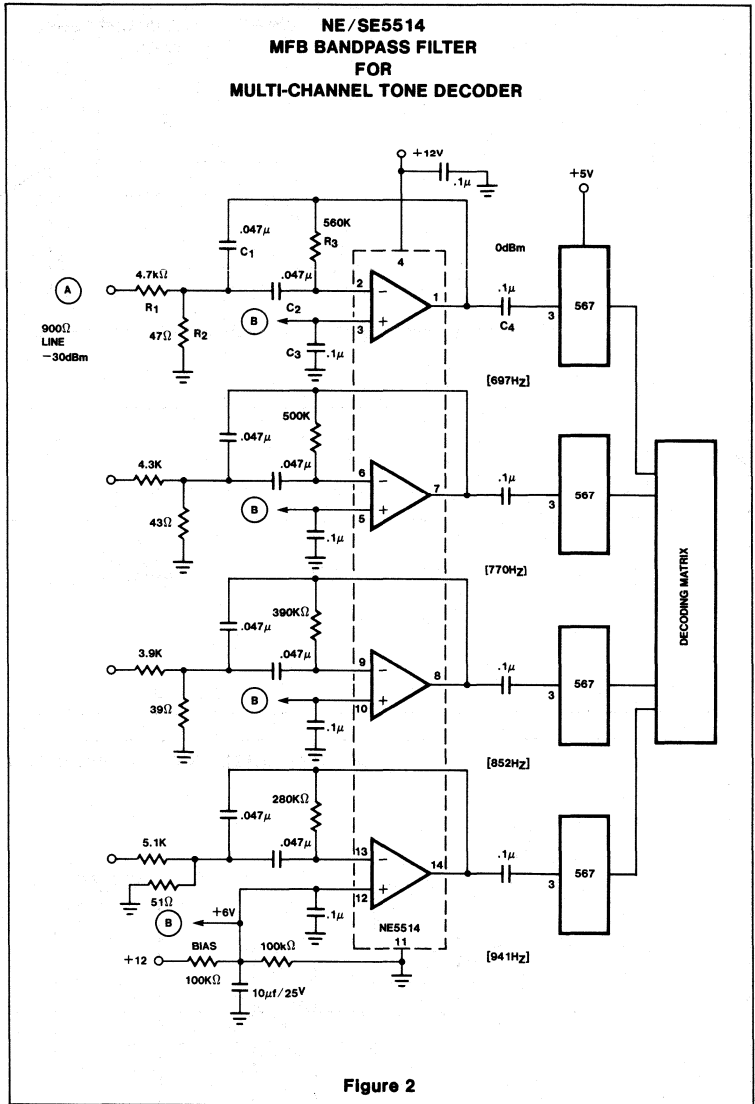 NE/SE5514
MFB BANDPASS FILTER
FOR
MULTI-CHANNEL TONE DECODER
+12V
.1μ
+5V
.047μ
C1
560K
R3
4
0dBm
A
4.7kΩ
R1
.047μ
C2
2
−
1
.1μ
C4
3
567
900Ω
LINE
−30dBm
47Ω
R2
B
3
+
C3
.1μ
[697Hz]
500K
.047μ
4.3K
.047μ
6
−
7
.1μ
3
567
43Ω
B
5
+
.1μ
[770Hz]
DECODING MATRIX
390KΩ
.047μ
3.9K
.047μ
9
−
8
.1μ
3
567
39Ω
B
10
+
.1μ
[852Hz]
280KΩ
.047μ
5.1K
.047μ
13
−
14
.1μ
3
567
51Ω
12
+
B
+6V
.1μ
NE5514
11
[941Hz]
+12
BIAS
100KΩ
100kΩ
10μf/25V
Figure 2